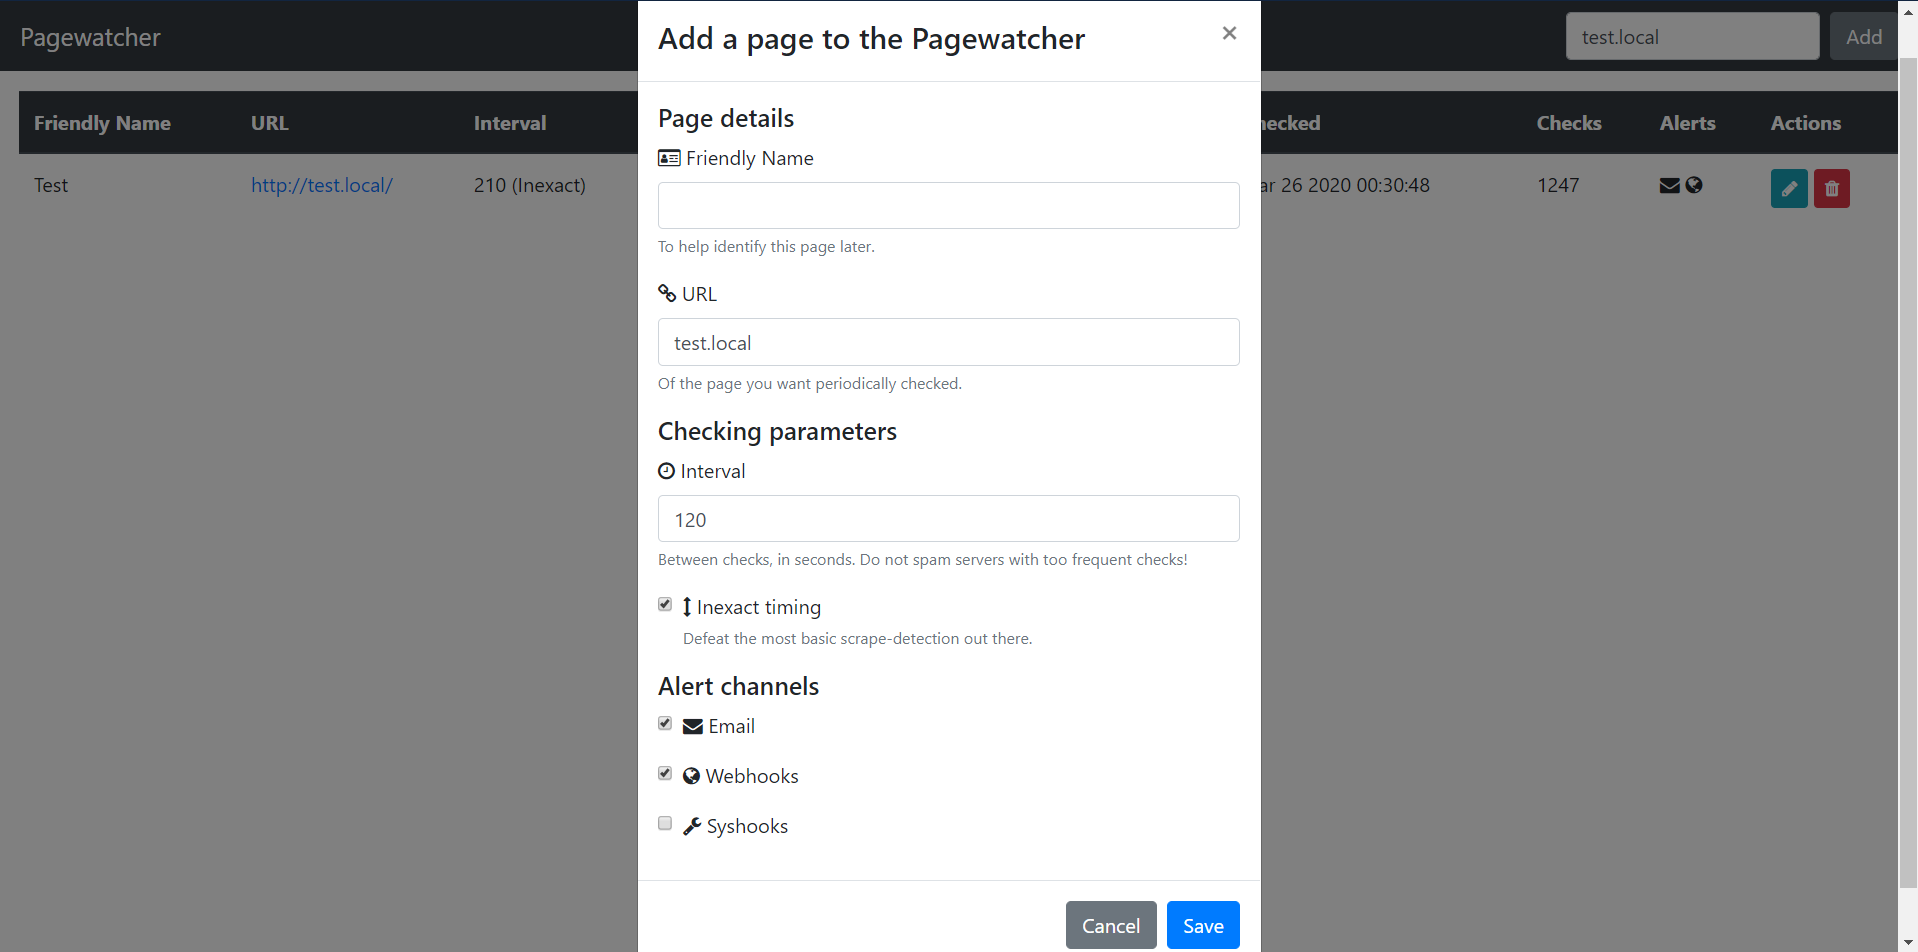 Pagewatcher
test.local
Add
Friendly Name URL Interval
Checks Alerts Actions
Test http://test.local/ 210 (Inexact)
26 2020 00:30:48 1247
Add a page to the Pagewatcher
×
Page details
Friendly Name
To help identify this page later.
URL
test.local
Of the page you want periodically checked.
Checking parameters
Interval
120
Between checks, in seconds. Do not spam servers with too frequent checks!
Inexact timing
Defeat the most basic scrape-detection out there.
Alert channels
Email
Webhooks
Syshooks
Cancel
Save